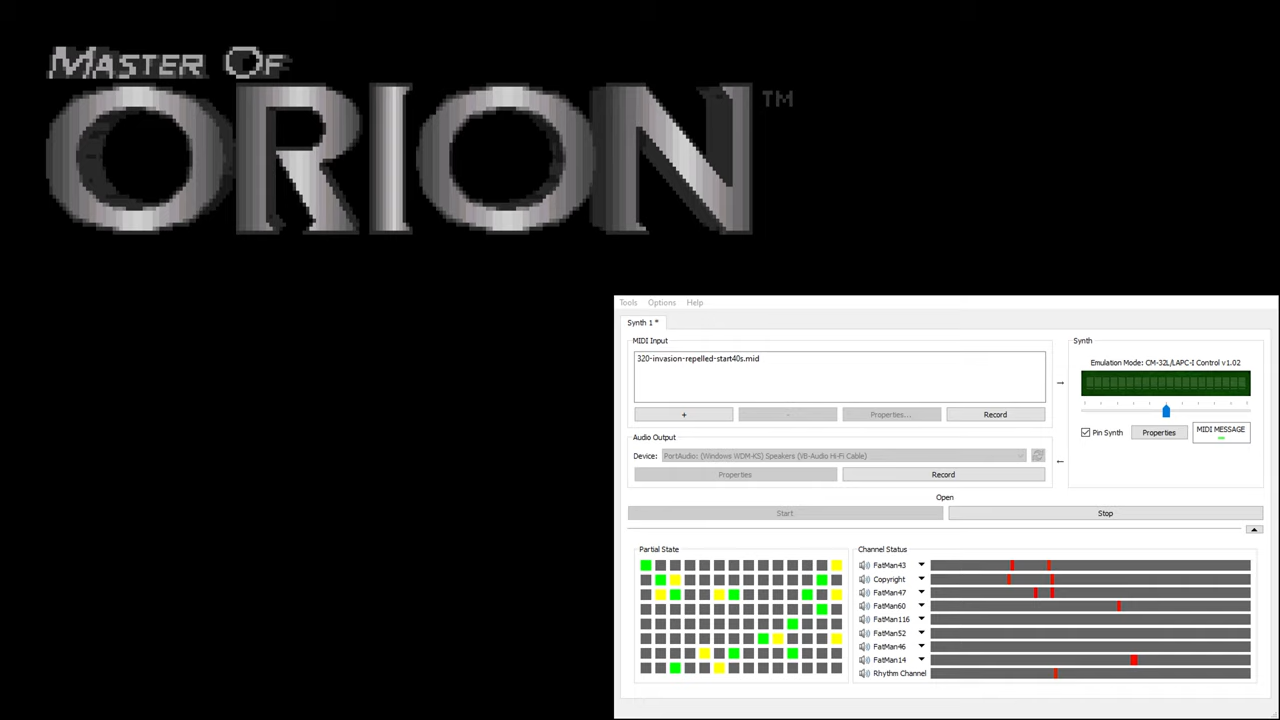 MASTER OF
ORION™
Tools Options Help
Synth 1 *
MIDI Input
320-invasion-repelled-start40s.mid
+ - Properties... Record
Synth
Emulation Mode: CM-32L/LAPC-I Control v1.02
Pin Synth Properties MIDI MESSAGE
Audio Output
Device: PortAudio: (Windows WDM-KS) Speakers (VB-Audio Hi-Fi Cable)
Properties Record
Open
Start Stop
Partial State
Channel Status
FatMan43
Copyright
FatMan47
FatMan60
FatMan116
FatMan52
FatMan46
FatMan14
Rhythm Channel